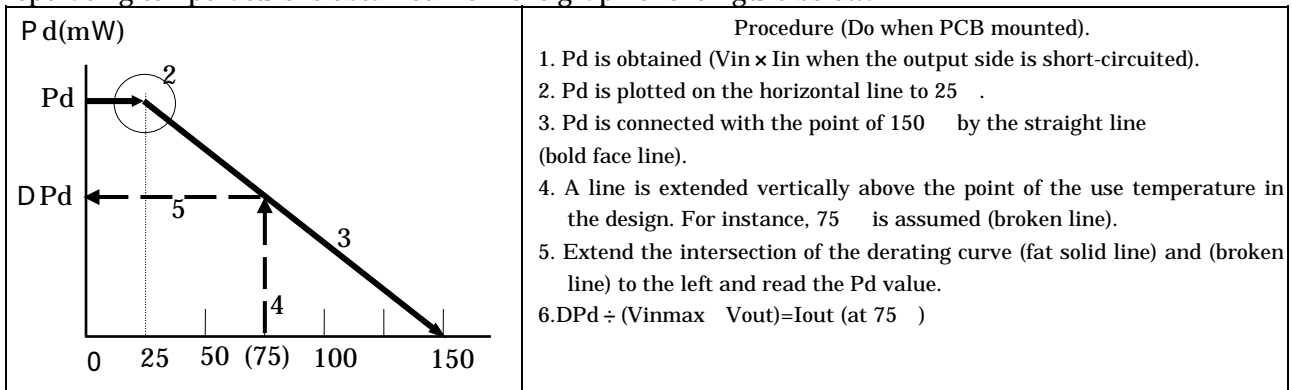 P d(mW)
2
Pd
D Pd
5
3
4
0 25 50 (75) 100 150
Procedure (Do when PCB mounted).
1. Pd is obtained (Vin × Iin when the output side is short-circuited).
2. Pd is plotted on the horizontal line to 25 .
3. Pd is connected with the point of 150 by the straight line
(bold face line).
4. A line is extended vertically above the point of the use temperature in
the design. For instance, 75 is assumed (broken line).
5. Extend the intersection of the derating curve (fat solid line) and (broken
line) to the left and read the Pd value.
6.DPd ÷ (Vinmax Vout)=Iout (at 75 )